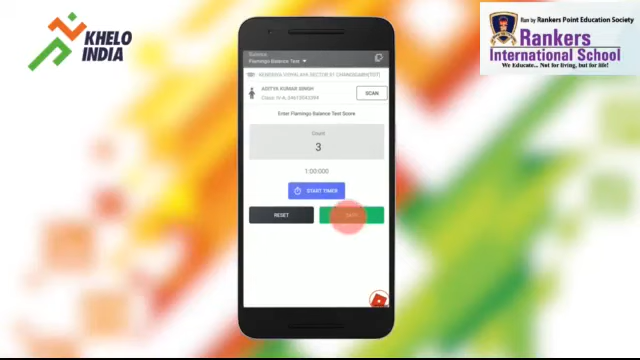 KHELO
INDIA
Run by Rankers Point Education Society
Rankers
International School
We Educate.. Not for living, but for life!
Flamingo Balance Test
ADITYA KUMAR SINGH
SCAN
Enter Flamingo Balance Test Score
Count
3
1:00:000
START TIMER
RESET